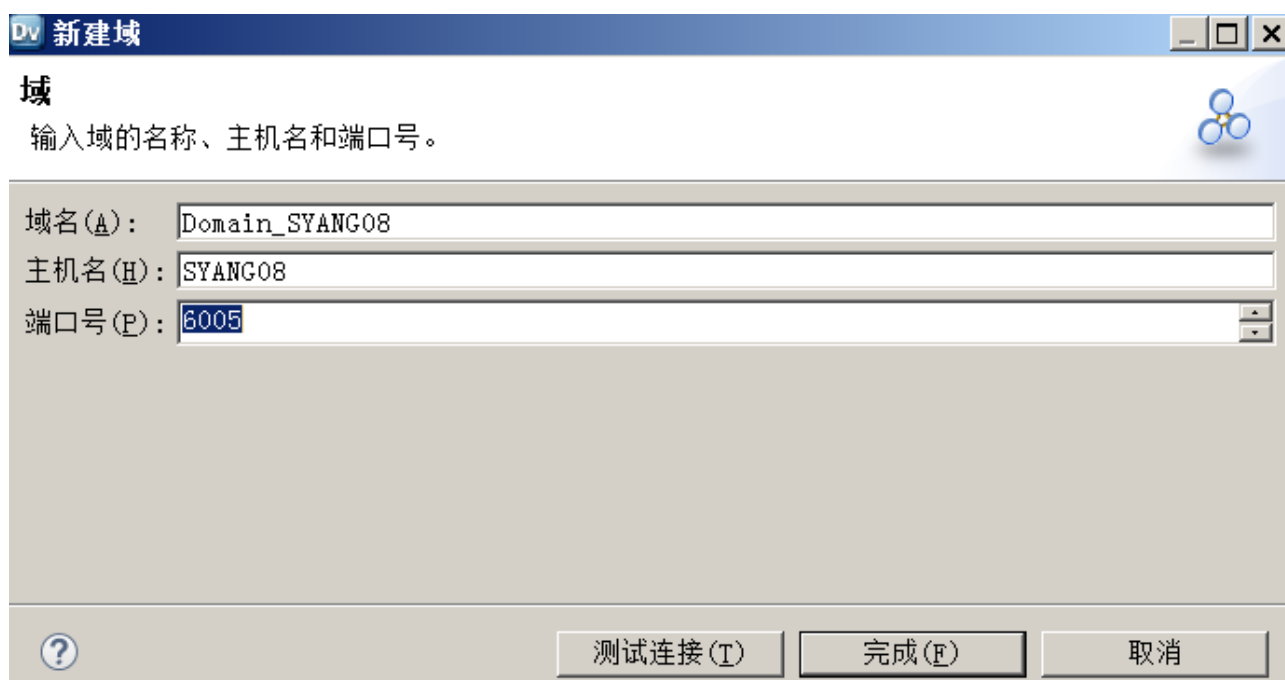 Dv 新建域
域
输入域的名称、主机名和端口号。
域名(A): Domain_SYANG08
主机名(H): SYANG08
端口号(P): 6005
? 测试连接(T) 完成(F) 取消